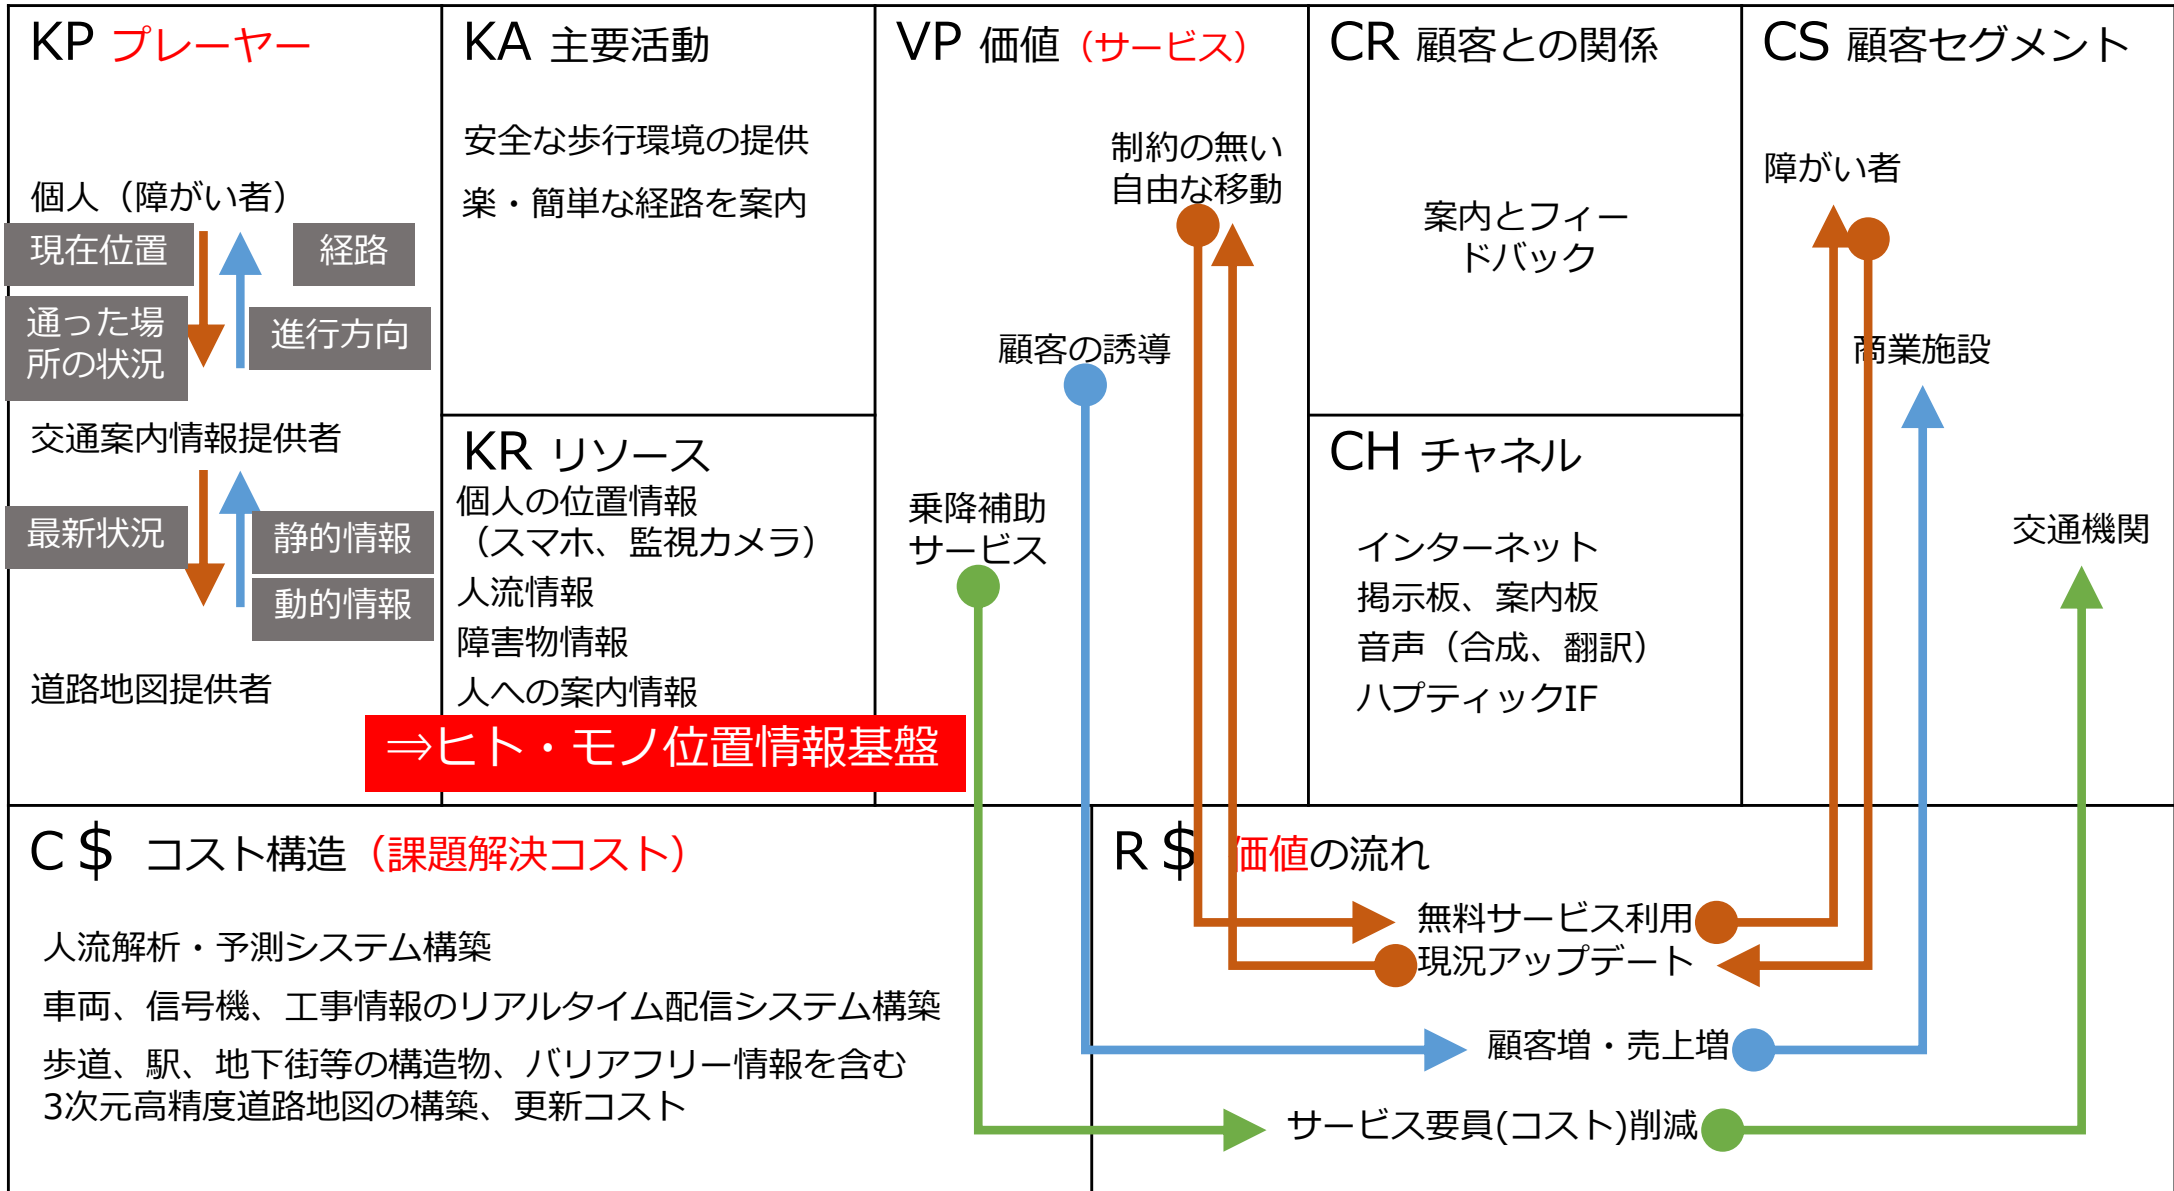 KP プレーヤー
個人（障がい者）
現在位置
経路
通った場
所の状況
進行方向
交通案内情報提供者
最新状況
静的情報
動的情報
道路地図提供者
KA 主要活動
安全な歩行環境の提供
楽・簡単な経路を案内
KR リソース
個人の位置情報
（スマホ、監視カメラ）
人流情報
障害物情報
人への案内情報
⇒ヒト・モノ位置情報基盤
VP 価値（サービス）
制約の無い
自由な移動
顧客の誘導
乗降補助
サービス
CR 顧客との関係
案内とフィー
ドバック
CH チャネル
インターネット
掲示板、案内板
音声（合成、翻訳）
ハプティックIF
CS 顧客セグメント
障がい者
商業施設
交通機関
C＄ コスト構造（課題解決コスト）
人流解析・予測システム構築
車両、信号機、工事情報のリアルタイム配信システム構築
歩道、駅、地下街等の構造物、バリアフリー情報を含む
3次元高精度道路地図の構築、更新コスト
R＄ 価値の流れ
無料サービス利用
現況アップデート
顧客増・売上増
サービス要員(コスト)削減